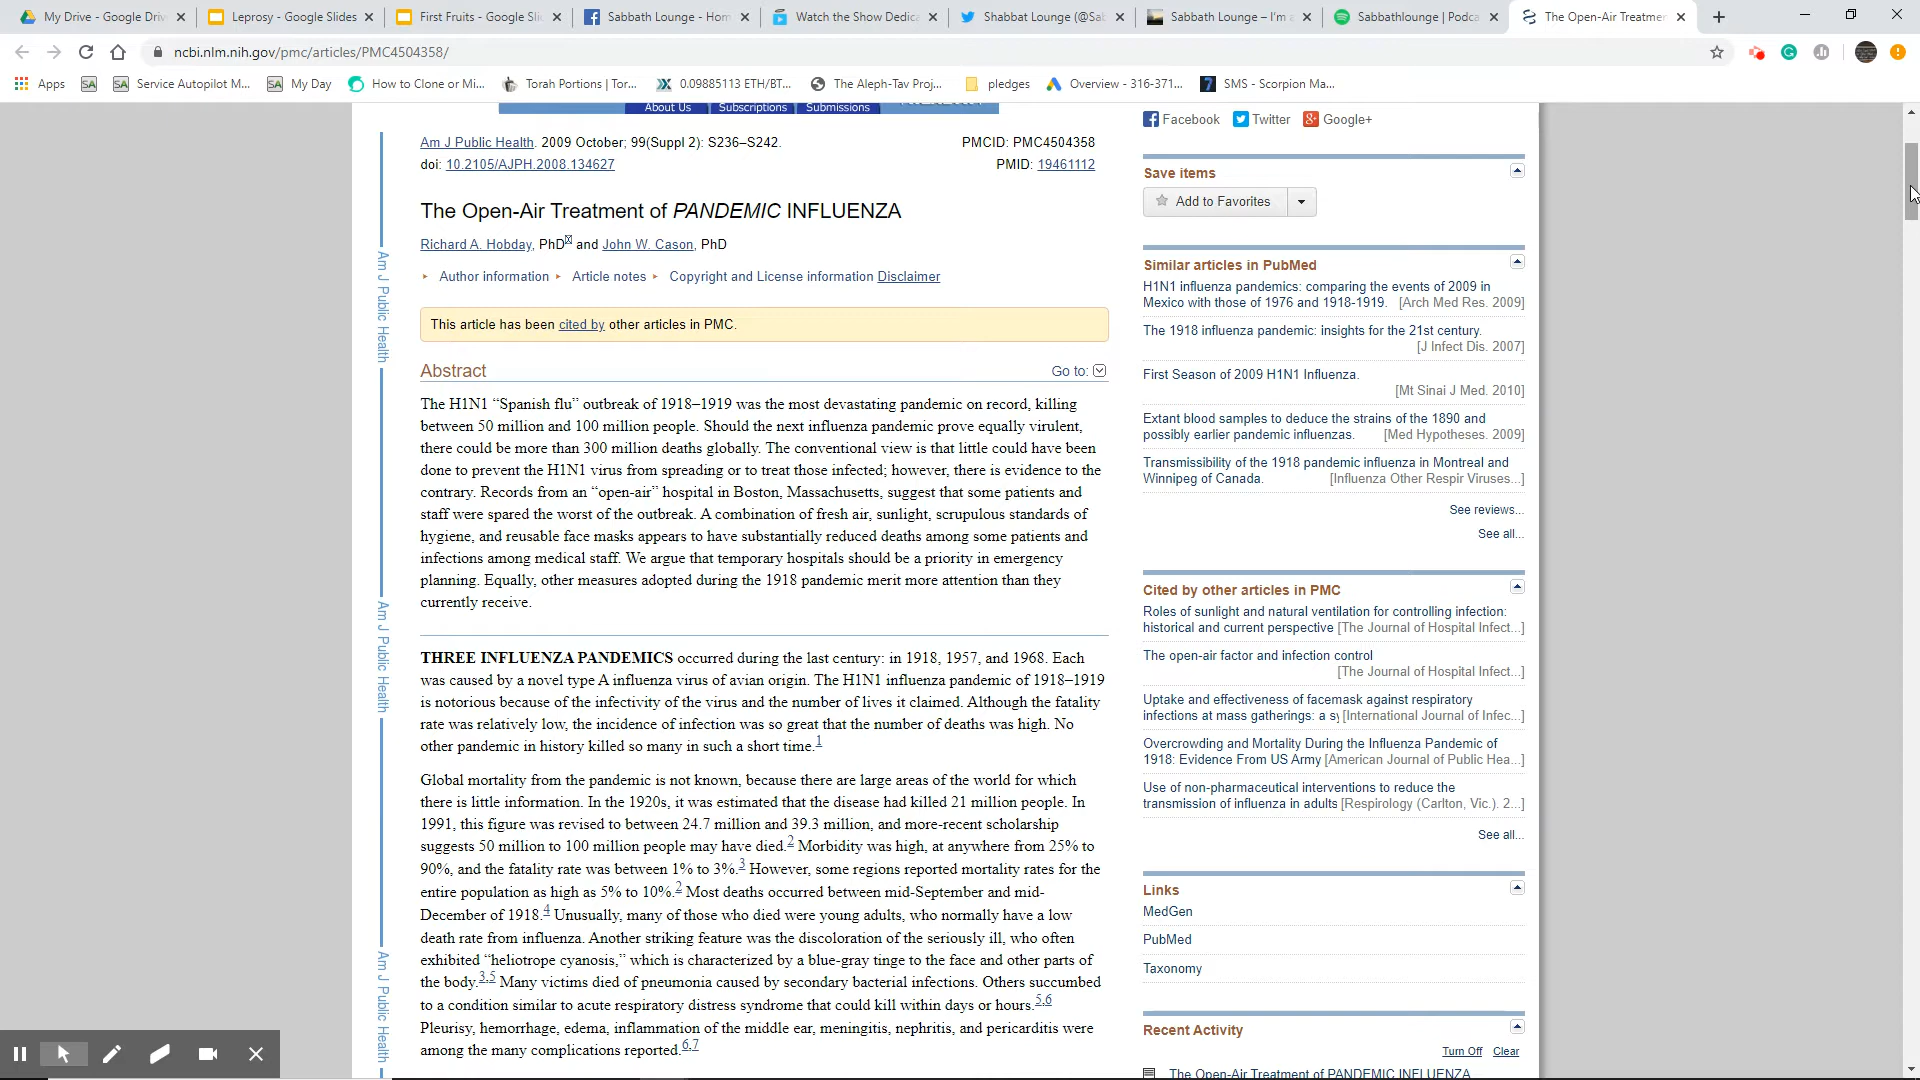 My Drive - Google Driv
Leprosy - Google Slides
First Fruits - Google Sli
Sabbath Lounge - Hom
Watch the Show Dedica
Shabbat Lounge (@Sab
Sabbath Lounge – I'm a
Sabbathlounge | Podca
The Open-Air Treatmen
ncbi.nlm.nih.gov/pmc/articles/PMC4504358/
Apps
SA
SA Service Autopilot M...
SA My Day
How to Clone or Mi...
Torah Portions | Tor...
0.09885113 ETH/BT...
The Aleph-Tav Proj...
pledges
Overview - 316-371...
7 SMS - Scorpion Ma...
About Us Subscriptions Submissions
Am J Public Health. 2009 October; 99(Suppl 2): S236–S242.
PMCID: PMC4504358
doi: 10.2105/AJPH.2008.134627
PMID: 19461112
The Open-Air Treatment of PANDEMIC INFLUENZA
Richard A. Hobday, PhD and John W. Cason, PhD
Author information Article notes Copyright and License information Disclaimer
This article has been cited by other articles in PMC.
Abstract
Go to:
The H1N1 “Spanish flu” outbreak of 1918–1919 was the most devastating pandemic on record, killing
between 50 million and 100 million people. Should the next influenza pandemic prove equally virulent,
there could be more than 300 million deaths globally. The conventional view is that little could have been
done to prevent the H1N1 virus from spreading or to treat those infected; however, there is evidence to the
contrary. Records from an “open-air” hospital in Boston, Massachusetts, suggest that some patients and
staff were spared the worst of the outbreak. A combination of fresh air, sunlight, scrupulous standards of
hygiene, and reusable face masks appears to have substantially reduced deaths among some patients and
infections among medical staff. We argue that temporary hospitals should be a priority in emergency
planning. Equally, other measures adopted during the 1918 pandemic merit more attention than they
currently receive.
THREE INFLUENZA PANDEMICS occurred during the last century: in 1918, 1957, and 1968. Each
was caused by a novel type A influenza virus of avian origin. The H1N1 influenza pandemic of 1918–1919
is notorious because of the infectivity of the virus and the number of lives it claimed. Although the fatality
rate was relatively low, the incidence of infection was so great that the number of deaths was high. No
other pandemic in history killed so many in such a short time.1
Global mortality from the pandemic is not known, because there are large areas of the world for which
there is little information. In the 1920s, it was estimated that the disease had killed 21 million people. In
1991, this figure was revised to between 24.7 million and 39.3 million, and more-recent scholarship
suggests 50 million to 100 million people may have died.2 Morbidity was high, at anywhere from 25% to
90%, and the fatality rate was between 1% to 3%.3 However, some regions reported mortality rates for the
entire population as high as 5% to 10%.2 Most deaths occurred between mid-September and mid-
December of 1918.4 Unusually, many of those who died were young adults, who normally have a low
death rate from influenza. Another striking feature was the discoloration of the seriously ill, who often
exhibited “heliotrope cyanosis,” which is characterized by a blue-gray tinge to the face and other parts of
the body.3,5 Many victims died of pneumonia caused by secondary bacterial infections. Others succumbed
to a condition similar to acute respiratory distress syndrome that could kill within days or hours.5,6
Pleurisy, hemorrhage, edema, inflammation of the middle ear, meningitis, nephritis, and pericarditis were
among the many complications reported.6,7
Am J Public Health
Am J Public Health
Am J Public Health
Facebook Twitter Google+
Save items
Add to Favorites
Similar articles in PubMed
H1N1 influenza pandemics: comparing the events of 2009 in
Mexico with those of 1976 and 1918-1919. [Arch Med Res. 2009]
The 1918 influenza pandemic: insights for the 21st century.
[J Infect Dis. 2007]
First Season of 2009 H1N1 Influenza.
[Mt Sinai J Med. 2010]
Extant blood samples to deduce the strains of the 1890 and
possibly earlier pandemic influenzas. [Med Hypotheses. 2009]
Transmissibility of the 1918 pandemic influenza in Montreal and
Winnipeg of Canada. [Influenza Other Respir Viruses...]
See reviews...
See all...
Cited by other articles in PMC
Roles of sunlight and natural ventilation for controlling infection:
historical and current perspective [The Journal of Hospital Infect...]
The open-air factor and infection control
[The Journal of Hospital Infect...]
Uptake and effectiveness of facemask against respiratory
infections at mass gatherings: a sy [International Journal of Infec...]
Overcrowding and Mortality During the Influenza Pandemic of
1918: Evidence From US Army [American Journal of Public Hea...]
Use of non-pharmaceutical interventions to reduce the
transmission of influenza in adults [Respirology (Carlton, Vic.). 2...]
See all...
Links
MedGen
PubMed
Taxonomy
Recent Activity
Turn Off Clear
The Open-Air Treatment of PANDEMIC INFLUENZA